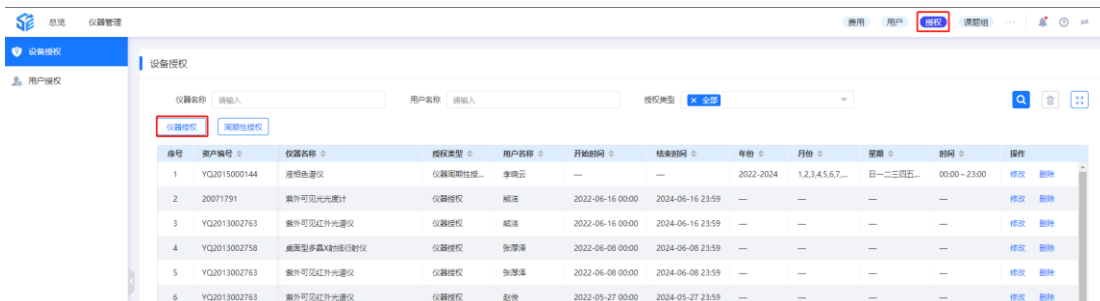 总览 仪器管理 费用 用户 授权 课题组 ...
设备授权
用户授权
设备授权
仪器名称 请输入 用户名称 请输入 授权类型 × 全部
仪器授权 周期性授权
序号 资产编号 仪器名称 授权类型 用户名称 开始时间 结束时间 年份 月份 星期 时间 操作
1 YQ2015000144 液相色谱仪 仪器周期性授... 李晓云 — — 2022-2024 1,2,3,4,5,6,7,... 日一二三四五... 00:00 ~ 23:00 修改 删除
2 20071791 紫外可见光光度计 仪器授权 熊洁 2022-06-16 00:00 2024-06-16 23:59 — — — — 修改 删除
3 YQ2013002763 紫外可见红外光谱仪 仪器授权 熊洁 2022-06-16 00:00 2024-06-16 23:59 — — — — 修改 删除
4 YQ2013002758 桌面型多晶X射线衍射仪 仪器授权 张厚泽 2022-06-08 00:00 2024-06-08 23:59 — — — — 修改 删除
5 YQ2013002763 紫外可见红外光谱仪 仪器授权 张厚泽 2022-06-08 00:00 2024-06-08 23:59 — — — — 修改 删除
6 YQ2013002763 紫外可见红外光谱仪 仪器授权 赵俊 2022-05-27 00:00 2024-05-27 23:59 — — — — 修改 删除